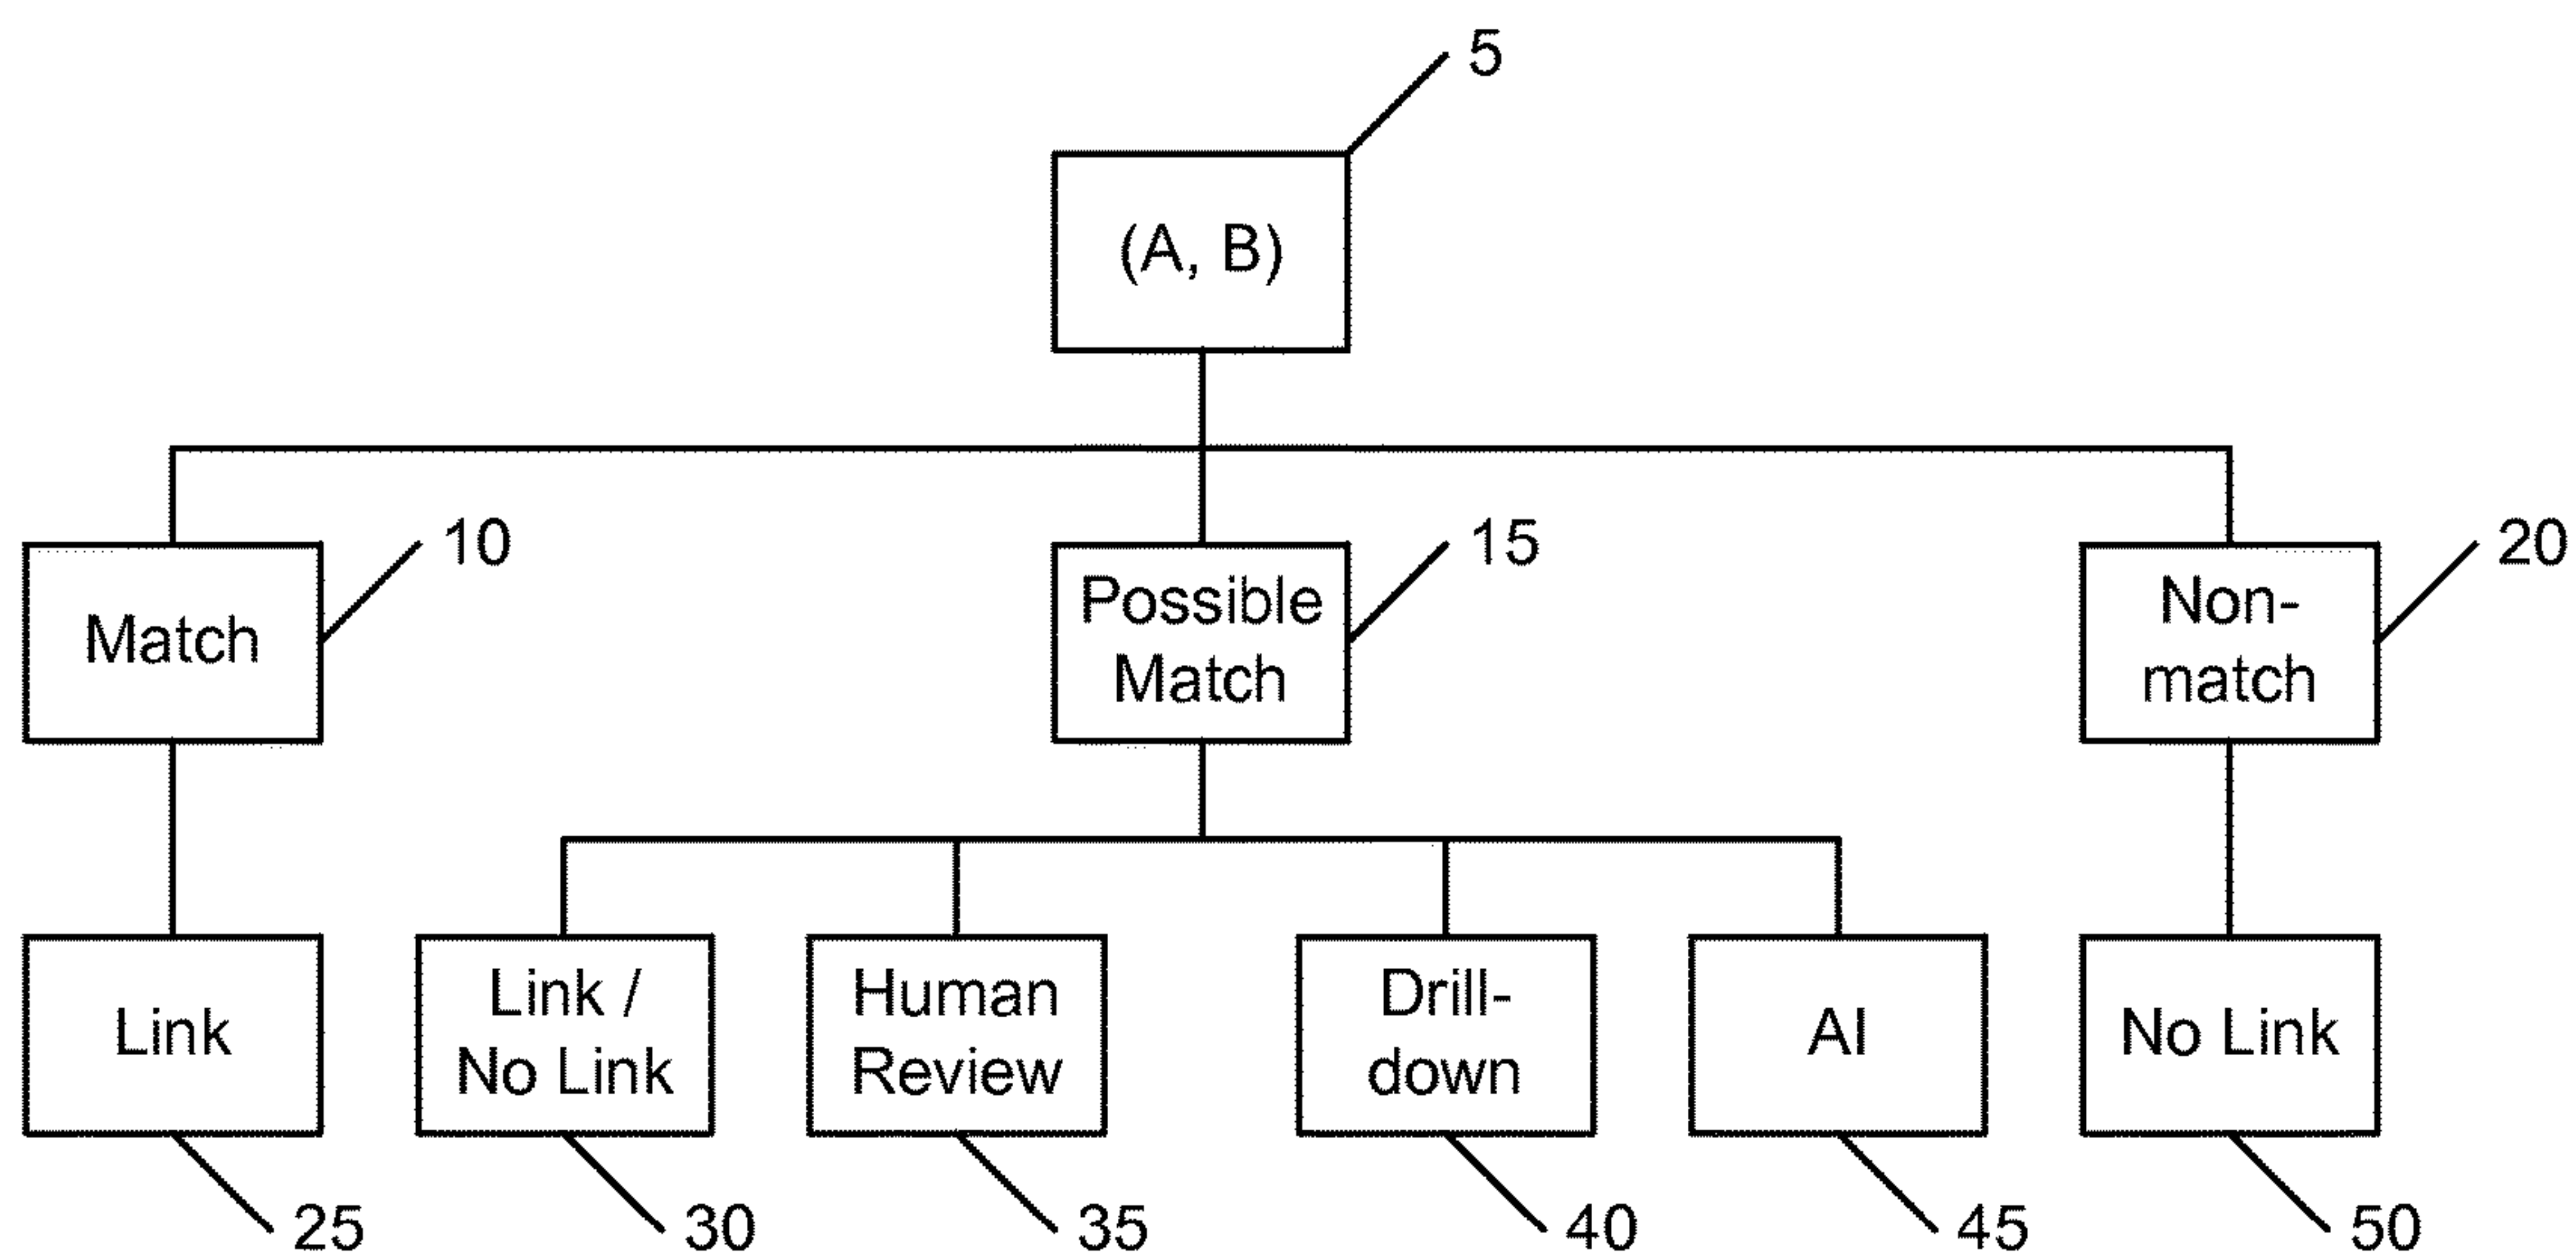 5
(A, B)
10
15
20
Match
Possible
Match
Non-
match
Link
Link /
No Link
Human
Review
Drill-
down
AI
No Link
25
30
35
40
45
50